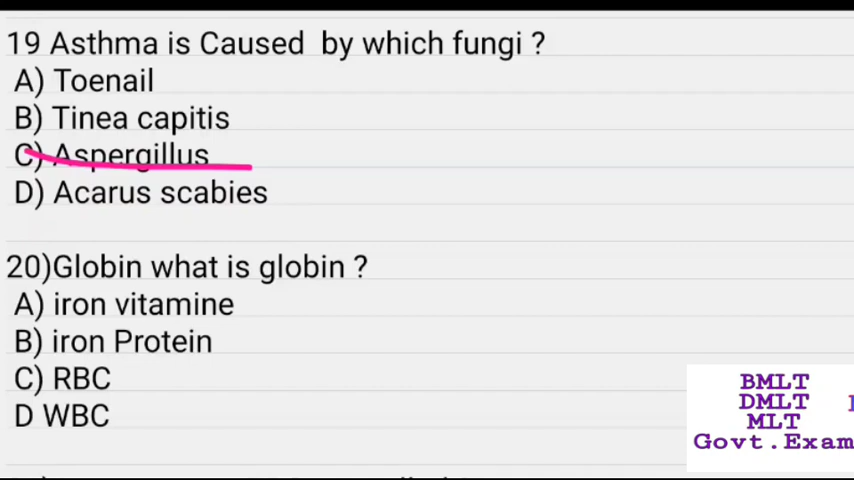 19 Asthma is Caused by which fungi ?
A) Toenail
B) Tinea capitis
C) Aspergillus
D) Acarus scabies
20)Globin what is globin ?
A) iron vitamine
B) iron Protein
C) RBC
D WBC
BMLT
DMLT
MLT
Govt.Exam